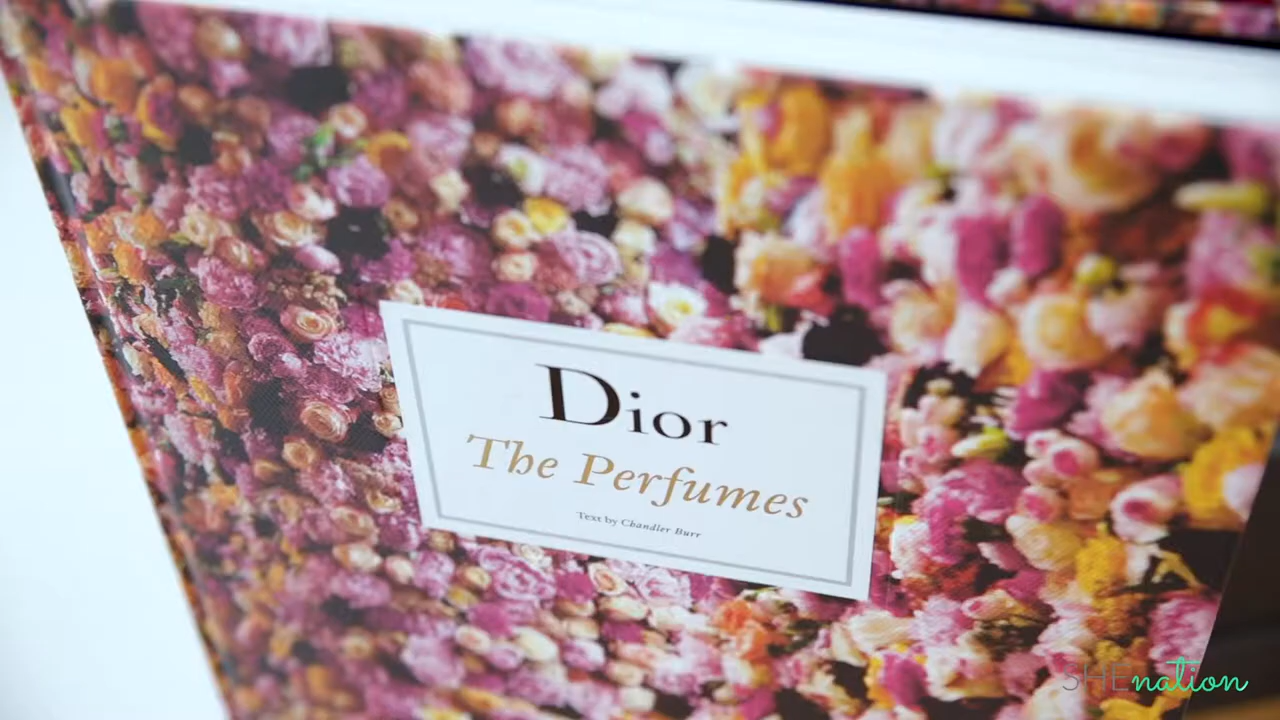 Dior
The Perfumes
Text by Chandler Burr
SHEnation